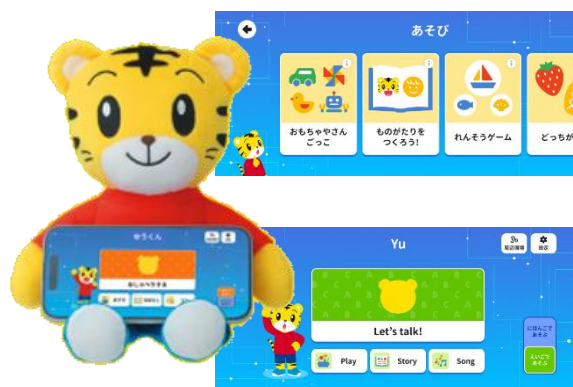 あそび
おもちゃやさん
ごっこ
ものがたりを
つくろう!
れんそうゲーム
どっちが
ゆうくん
おしゃべりする
Yu
設定
A B C
Let's talk!
Play
Story
Song
にほんごで
あそぶ
えいごで
あそぶ